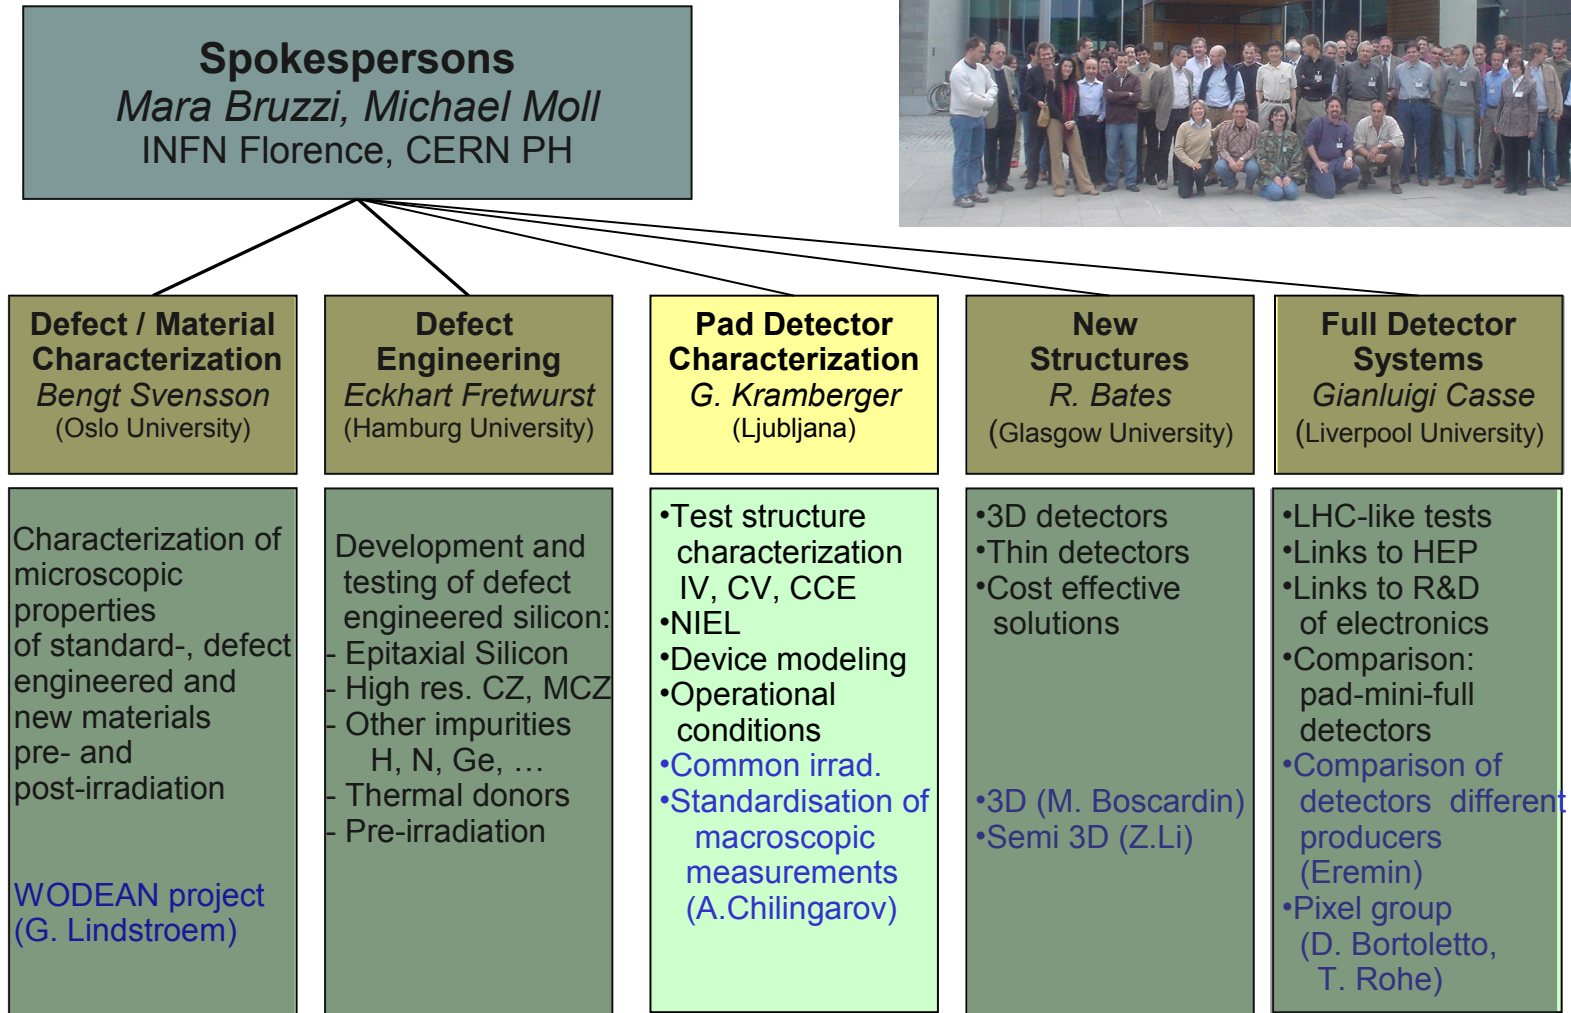 Spokespersons
Mara Bruzzi, Michael Moll
INFN Florence, CERN PH
Defect / Material
Characterization
Bengt Svensson
(Oslo University)
Defect
Engineering
Eckhart Fretwurst
(Hamburg University)
Pad Detector
Characterization
G. Kramberger
(Ljubljana)
New
Structures
R. Bates
(Glasgow University)
Full Detector
Systems
Gianluigi Casse
(Liverpool University)
Characterization of
microscopic
properties
of standard-, defect
engineered and
new materials
pre- and
post-irradiation
WODEAN project
(G. Lindstroem)
Development and
testing of defect
engineered silicon:
- Epitaxial Silicon
- High res. CZ, MCZ
- Other impurities
H, N, Ge, …
- Thermal donors
- Pre-irradiation
•Test structure
characterization
IV, CV, CCE
•NIEL
•Device modeling
•Operational
conditions
•Common irrad.
•Standardisation of
macroscopic
measurements
(A.Chilingarov)
•3D detectors
•Thin detectors
•Cost effective
solutions
•3D (M. Boscardin)
•Semi 3D (Z.Li)
•LHC-like tests
•Links to HEP
•Links to R&D
of electronics
•Comparison:
pad-mini-full
detectors
•Comparison of
detectors different
producers
(Eremin)
•Pixel group
(D. Bortoletto,
T. Rohe)